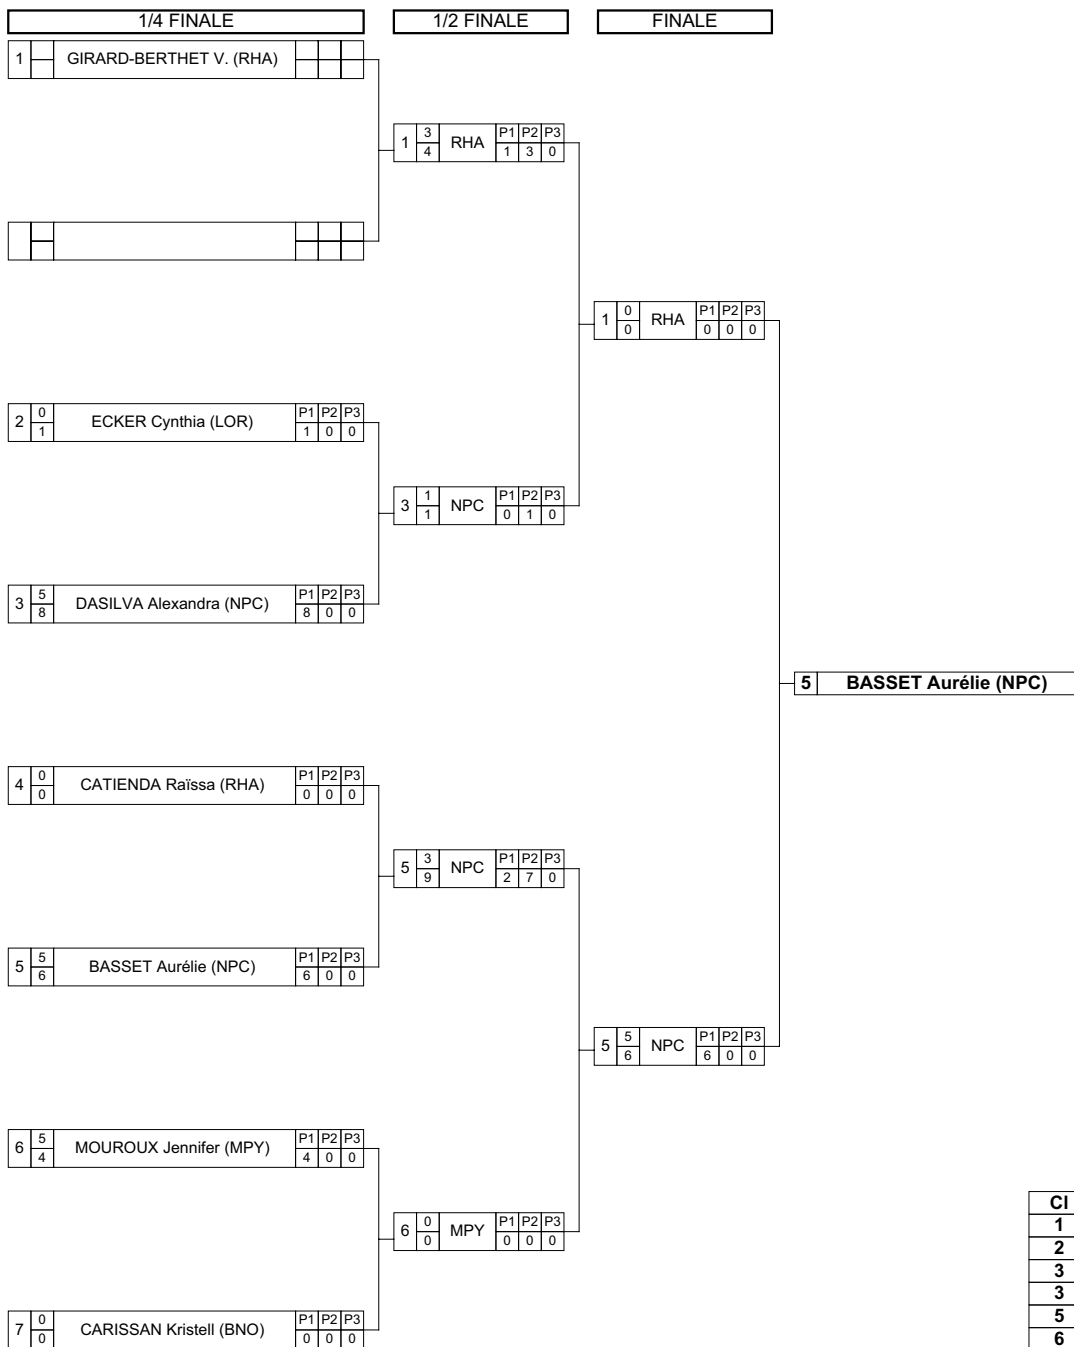 1/4 FINALE 1/2 FINALE FINALE
1 GIRARD-BERTHET V. (RHA)
1 3 4 RHA P1 P2 P3
1 3 0
1 0 0 RHA P1 P2 P3
0 0 0
2 0 1 ECKER Cynthia (LOR) P1 P2 P3
1 0 0
3 1 1 NPC P1 P2 P3
0 1 0
3 5 8 DASILVA Alexandra (NPC) P1 P2 P3
8 0 0
5 BASSET Aurélie (NPC)
4 0 0 CATIENDA Raïssa (RHA) P1 P2 P3
0 0 0
5 3 9 NPC P1 P2 P3
2 7 0
5 5 6 BASSET Aurélie (NPC) P1 P2 P3
6 0 0
5 5 6 NPC P1 P2 P3
6 0 0
6 5 4 MOUROUX Jennifer (MPY) P1 P2 P3
4 0 0
6 0 0 MPY P1 P2 P3
0 0 0
7 0 0 CARISSAN Kristell (BNO) P1 P2 P3
0 0 0
Cl
1
2
3
3
5
6